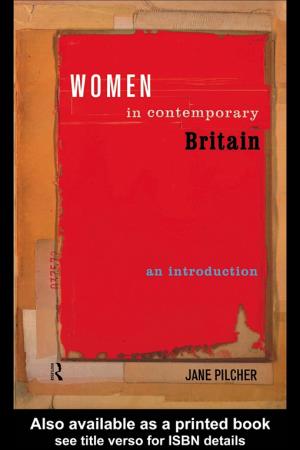 WOMEN
in contemporary
Britain
an introduction
JANE PILCHER
Also available as a printed book
see title verso for ISBN details